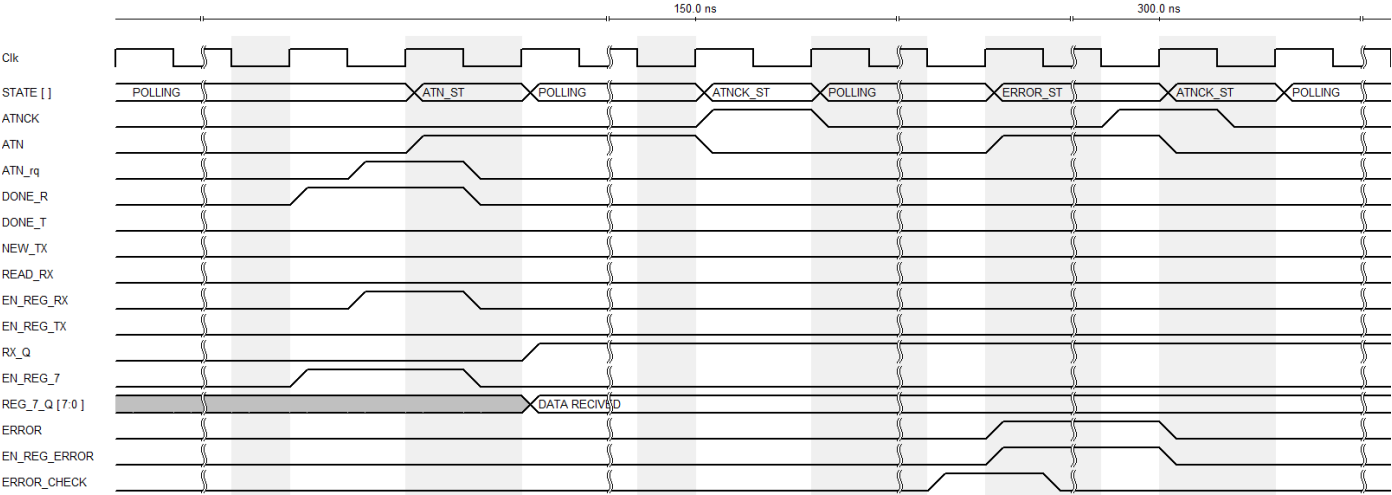 150.0 ns 300.0 ns
Clk
STATE [ ] POLLING ATN_ST POLLING ATNCK_ST POLLING ERROR_ST ATNCK_ST POLLING
ATNCK
ATN
ATN_rq
DONE_R
DONE_T
NEW_TX
READ_RX
EN_REG_RX
EN_REG_TX
RX_Q
EN_REG_7
REG_7_Q [7:0 ] DATA RECIVED
ERROR
EN_REG_ERROR
ERROR_CHECK